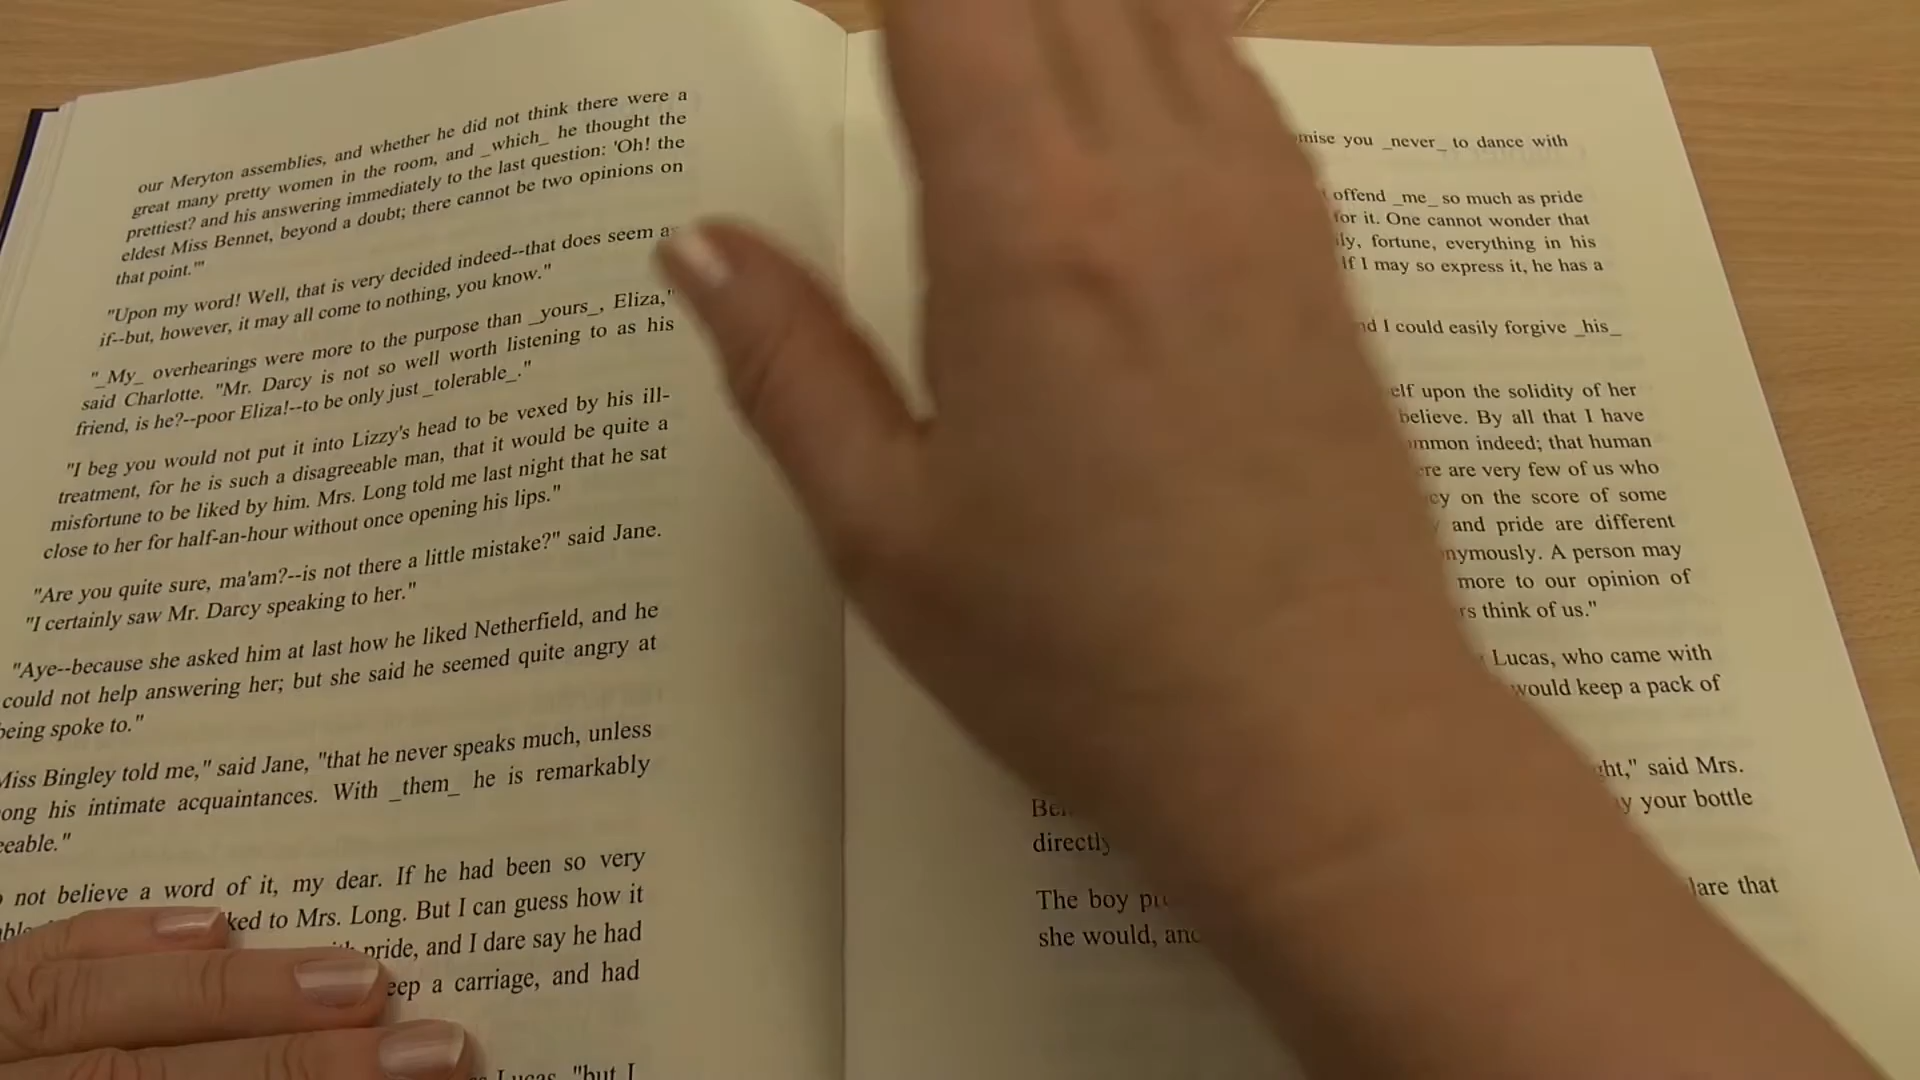 our Meryton assemblies, and whether he did not think there were a
great many pretty women in the room, and _which_ he thought the
prettiest? and his answering immediately to the last question: 'Oh! the
eldest Miss Bennet, beyond a doubt; there cannot be two opinions on
that point.'"
"Upon my word! Well, that is very decided indeed--that does seem as
if--but, however, it may all come to nothing, you know."
"_My_ overhearings were more to the purpose than _yours_, Eliza,"
said Charlotte. "Mr. Darcy is not so well worth listening to as his
friend, is he?--poor Eliza!--to be only just _tolerable_."
"I beg you would not put it into Lizzy's head to be vexed by his ill-
treatment, for he is such a disagreeable man, that it would be quite a
misfortune to be liked by him. Mrs. Long told me last night that he sat
close to her for half-an-hour without once opening his lips."
"Are you quite sure, ma'am?--is not there a little mistake?" said Jane.
"I certainly saw Mr. Darcy speaking to her."
"Aye--because she asked him at last how he liked Netherfield, and he
could not help answering her; but she said he seemed quite angry at
being spoke to."
Miss Bingley told me," said Jane, "that he never speaks much, unless
ong his intimate acquaintances. With _them_ he is remarkably
eeable."
not believe a word of it, my dear. If he had been so very
ked to Mrs. Long. But I can guess how it
pride, and I dare say he had
eep a carriage, and had
Lucas, "but I
mise you _never_ to dance with
offend _me_ so much as pride
for it. One cannot wonder that
ily, fortune, everything in his
If I may so express it, he has a
nd I could easily forgive _his_
elf upon the solidity of her
believe. By all that I have
mmon indeed; that human
re are very few of us who
cy on the score of some
and pride are different
nymously. A person may
more to our opinion of
rs think of us."
Lucas, who came with
would keep a pack of
ght," said Mrs.
Be
y your bottle
directly
The boy pr
lare that
she would, and